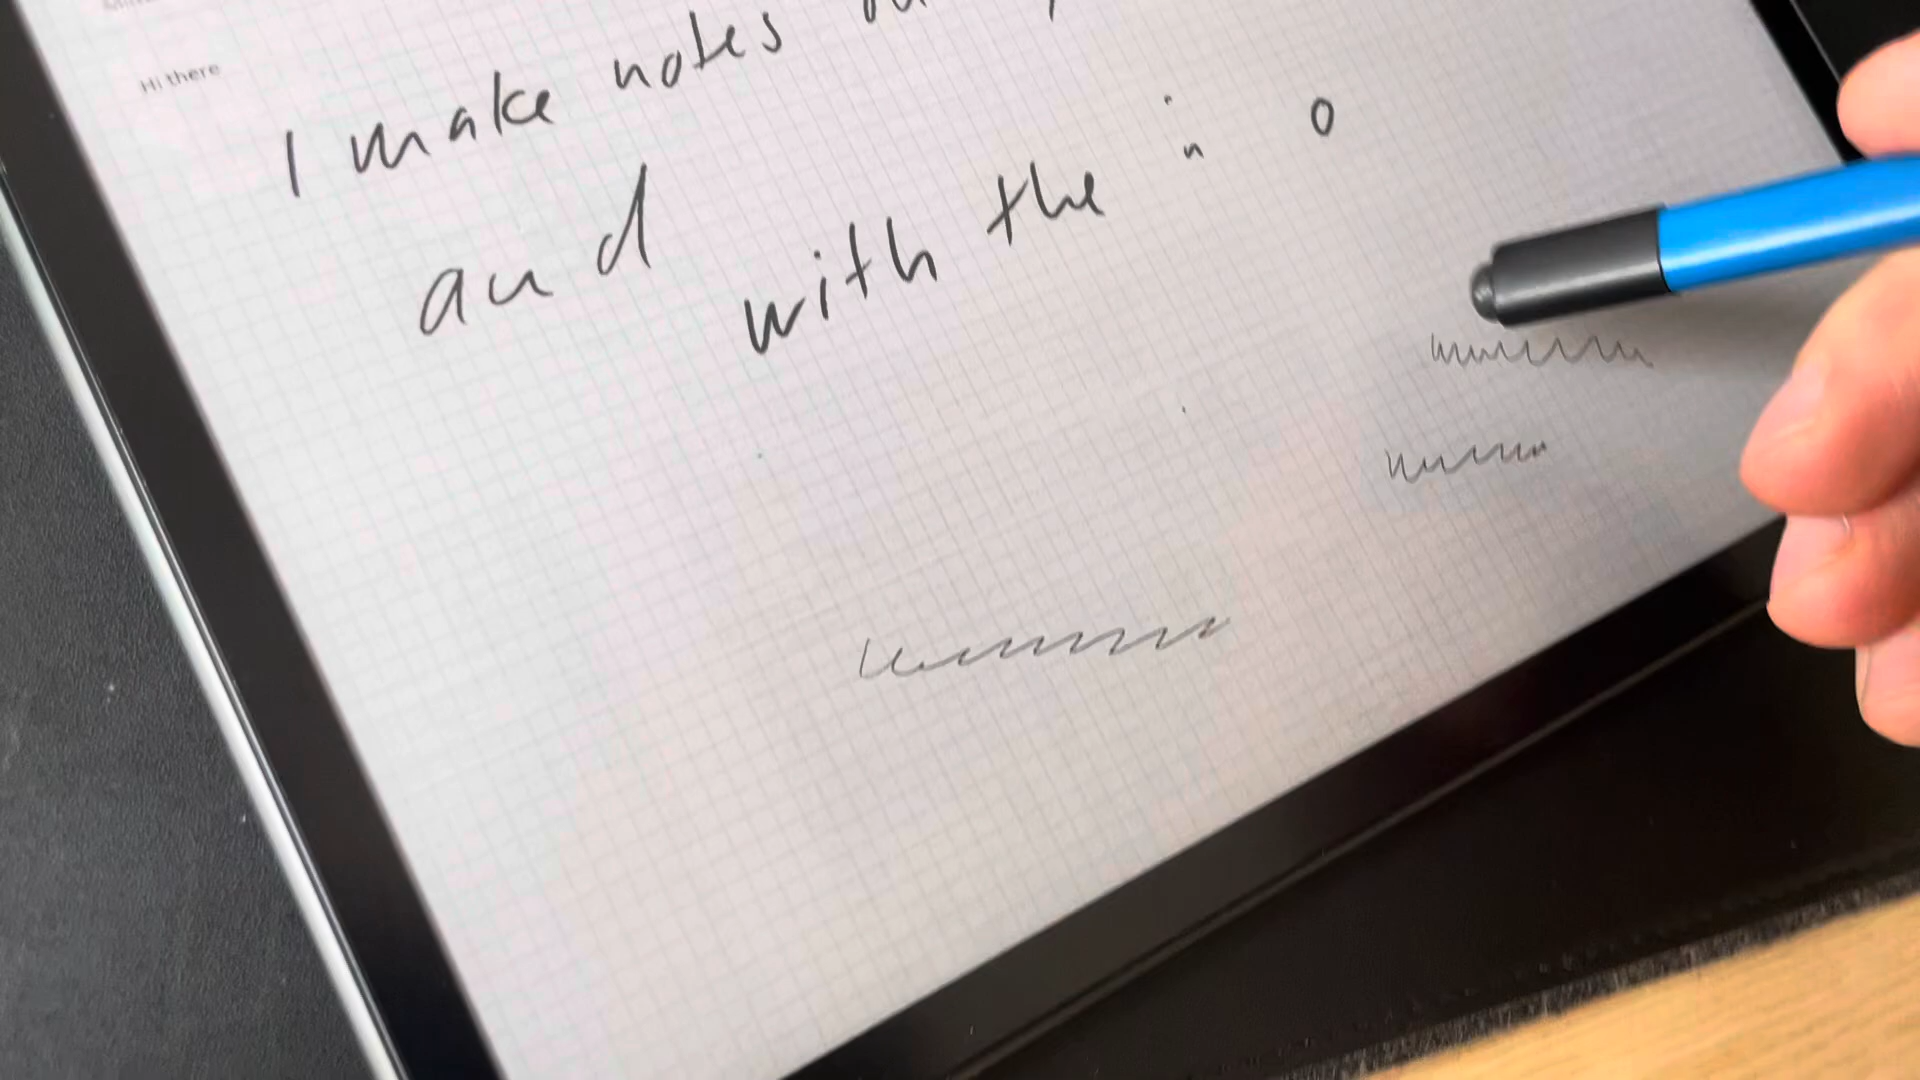 Hi there
I make notes
and with the n o